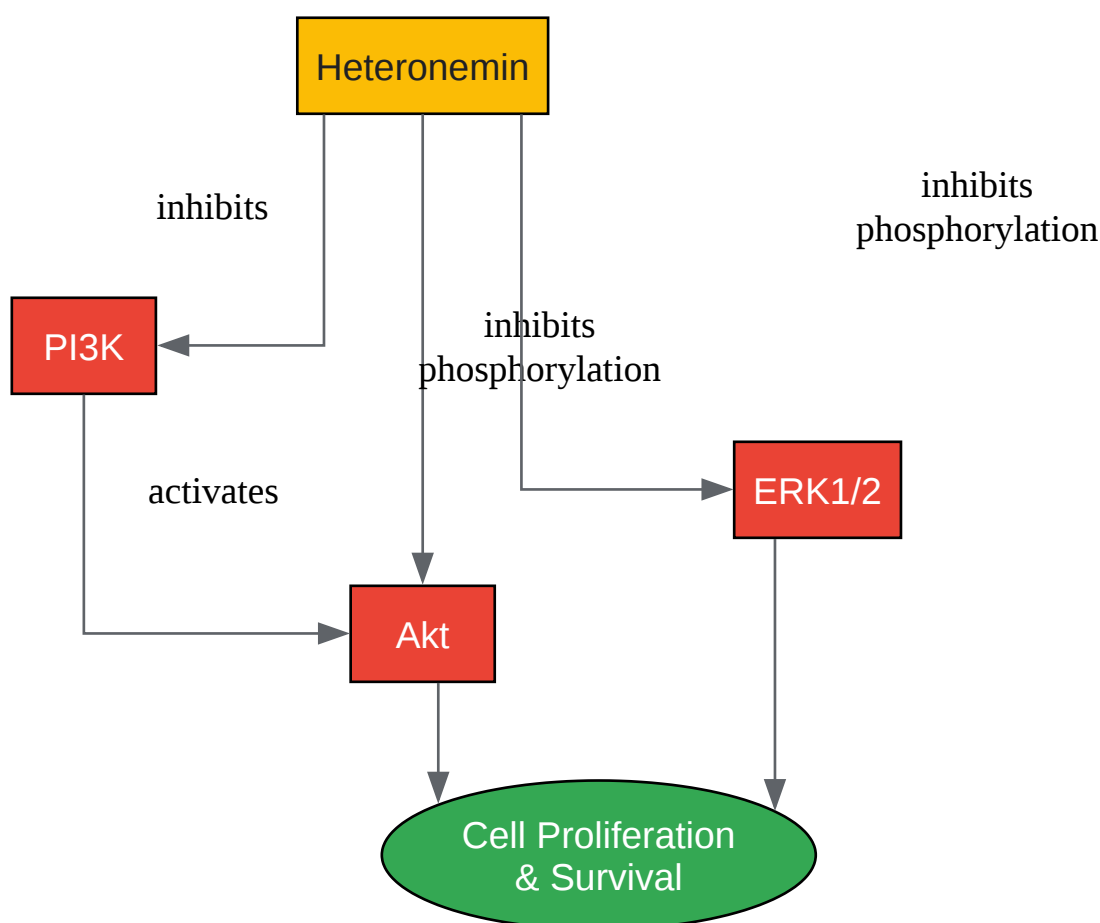 Heteronemin
inhibits
phosphorylation
inhibits
PI3K
inhibits
phosphorylation
activates
ERK1/2
Akt
Cell Proliferation
& Survival